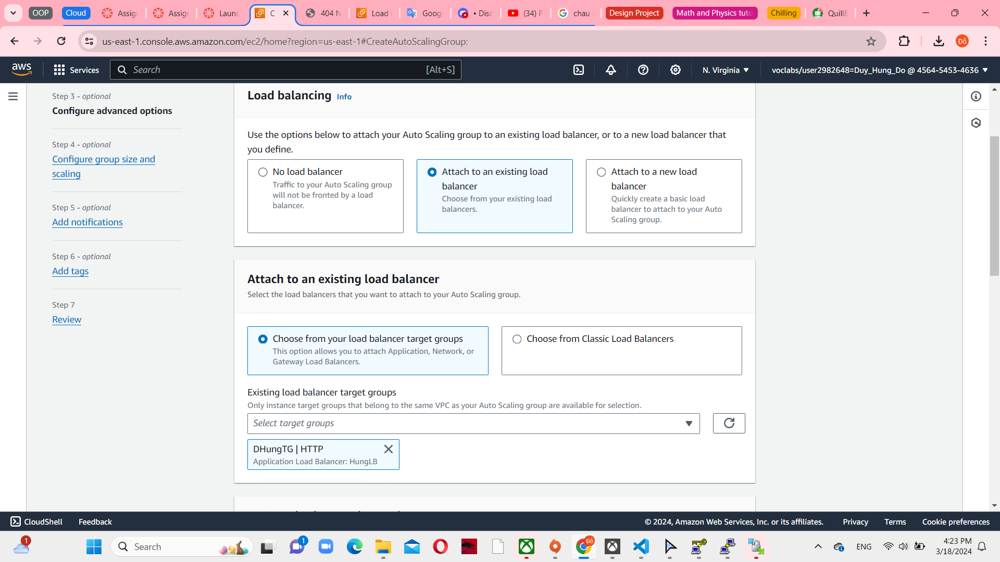 OOP
Cloud
Assign
Assign
Launc
C
404 N
Load
Goog
• Disc
(34) P
chau
Design Project
Math and Physics tuto
Chilling
QuillB
us-east-1.console.aws.amazon.com/ec2/home?region=us-east-1#CreateAutoScalingGroup:
Đỗ
aws
Services
Search
[Alt+S]
N. Virginia
voclabs/user2982648=Duy_Hung_Do @ 4564-5453-4636
Step 3 - optional
Configure advanced options
Step 4 - optional
Configure group size and
scaling
Step 5 - optional
Add notifications
Step 6 - optional
Add tags
Step 7
Review
Load balancing Info
Use the options below to attach your Auto Scaling group to an existing load balancer, or to a new load balancer that
you define.
No load balancer
Traffic to your Auto Scaling group
will not be fronted by a load
balancer.
Attach to an existing load
balancer
Choose from your existing load
balancers.
Attach to a new load
balancer
Quickly create a basic load
balancer to attach to your Auto
Scaling group.
Attach to an existing load balancer
Select the load balancers that you want to attach to your Auto Scaling group.
Choose from your load balancer target groups
This option allows you to attach Application, Network, or
Gateway Load Balancers.
Choose from Classic Load Balancers
Existing load balancer target groups
Only instance target groups that belong to the same VPC as your Auto Scaling group are available for selection.
Select target groups
DHungTG | HTTP
Application Load Balancer: HungLB
CloudShell
Feedback
© 2024, Amazon Web Services, Inc. or its affiliates.
Privacy
Terms
Cookie preferences
1
Search
1
Đỗ
ENG
4:23 PM
3/18/2024